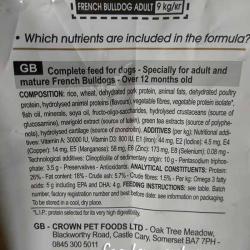 FRENCH BULLDOG ADULT 9 kg/кг
• Which nutrients are included in the formula?
GB Complete feed for dogs - Specially for adult and
mature French Bulldogs - Over 12 months old
COMPOSITION: rice, wheat, dehydrated pork protein, animal fats, dehydrated poultry
protein, hydrolysed animal proteins (flavour), vegetable fibres, vegetable protein isolate*,
fish oil, minerals, soya oil, fructo-oligo-saccharides, hydrolysed crustaceans (source of
glucosamine), marigold extract (source of lutein), green tea extracts (source of polyphe-
nols), hydrolysed cartilage (source of chondroitin). ADDITIVES (per kg): Nutritional addi-
tives: Vitamin A: 30000 IU, Vitamin D3: 900 IU, E1 (Iron): 44 mg, E2 (Iodine): 4.5 mg, E4
(Copper): 14 mg, E5 (Manganese): 58 mg, E6 (Zinc): 173 mg, E8 (Selenium): 0.08 mg -
Technological additives: Clinoptilolite of sedimentary origin: 10 g - Pentasodium triphos-
phate: 3.5 g - Preservatives - Antioxidants. ANALYTICAL CONSTITUENTS: Protein:
26% - Fat content: 18% - Crude ash: 5.7% - Crude fibres: 1.5% - Per kg: Omega 3 fatty
acids: 5 g including EPA and DHA: 4 g. FEEDING INSTRUCTIONS: see table. Batch
number, factory registration number and best before date: see information on packaging.
To be stored in a cool, dry place.
*L.I.P.: protein selected for its very high digestibility.
GB - CROWN PET FOODS LTD - Oak Tree Meadow,
Blackworthy Road, Castle Cary, Somerset BA7 7PH -
0845 300 5011